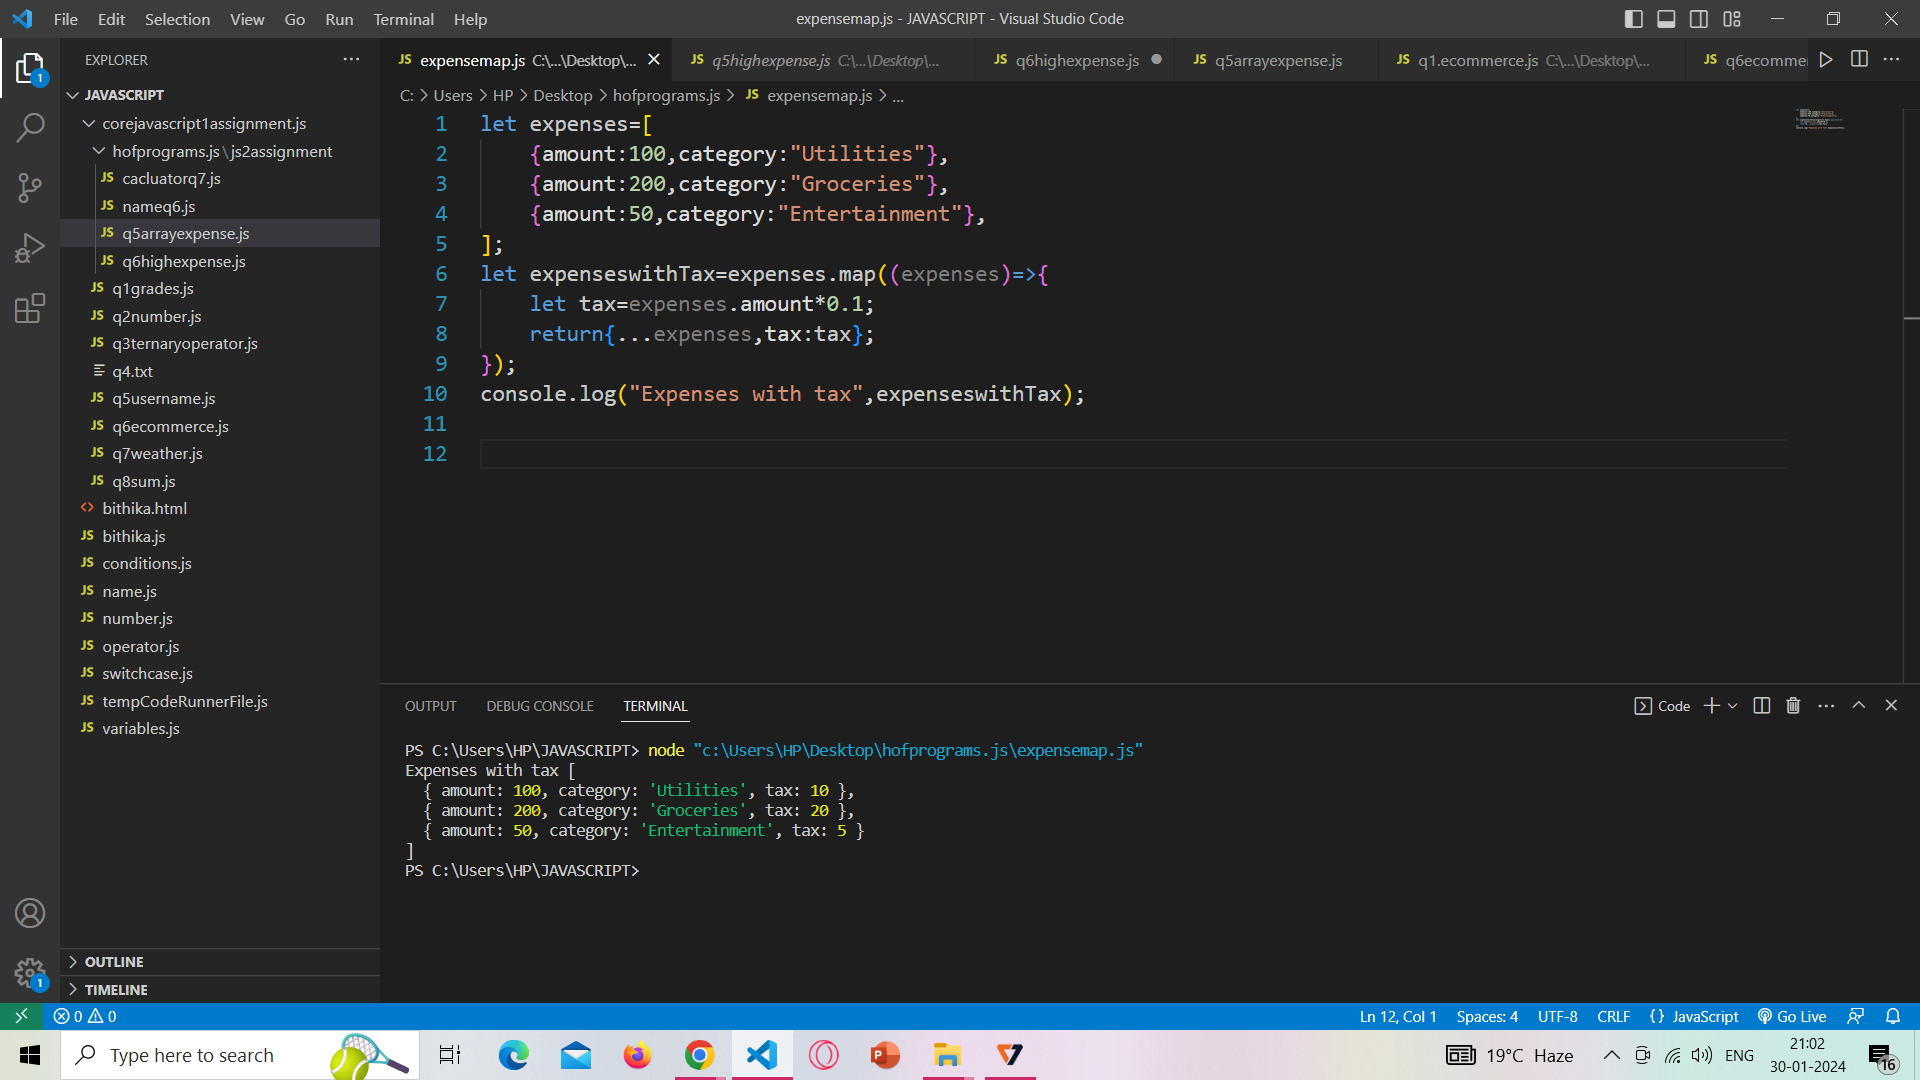 File Edit Selection View Go Run Terminal Help
expensemap.js - JAVASCRIPT - Visual Studio Code
EXPLORER
JAVASCRIPT
corejavascript1assignment.js
hofprograms.js\js2assignment
JS cacluatorq7.js
JS nameq6.js
JS q5arrayexpense.js
JS q6highexpense.js
JS q1grades.js
JS q2number.js
JS q3ternaryoperator.js
q4.txt
JS q5username.js
JS q6ecommerce.js
JS q7weather.js
JS q8sum.js
bithika.html
JS bithika.js
JS conditions.js
JS name.js
JS number.js
JS operator.js
JS switchcase.js
JS tempCodeRunnerFile.js
JS variables.js
OUTLINE
TIMELINE
1
1
JS expensemap.js C:\...\Desktop\...
JS q5highexpense.js C:\...\Desktop\...
JS q6highexpense.js
JS q5arrayexpense.js
JS q1.ecommerce.js C:\...\Desktop\...
JS q6ecomme
C: > Users > HP > Desktop > hofprograms.js > JS expensemap.js > ...
1 let expenses=[
2 {amount:100,category:"Utilities"},
3 {amount:200,category:"Groceries"},
4 {amount:50,category:"Entertainment"},
5 ];
6 let expenseswithTax=expenses.map((expenses)=>{
7 let tax=expenses.amount*0.1;
8 return{...expenses,tax:tax};
9 });
10 console.log("Expenses with tax",expenseswithTax);
11
12
OUTPUT DEBUG CONSOLE TERMINAL
Code
PS C:\Users\HP\JAVASCRIPT> node "c:\Users\HP\Desktop\hofprograms.js\expensemap.js"
Expenses with tax [
{ amount: 100, category: 'Utilities', tax: 10 },
{ amount: 200, category: 'Groceries', tax: 20 },
{ amount: 50, category: 'Entertainment', tax: 5 }
]
PS C:\Users\HP\JAVASCRIPT>
0 0
Ln 12, Col 1 Spaces: 4 UTF-8 CRLF {} JavaScript Go Live
Type here to search
19°C Haze
ENG
21:02
30-01-2024
16